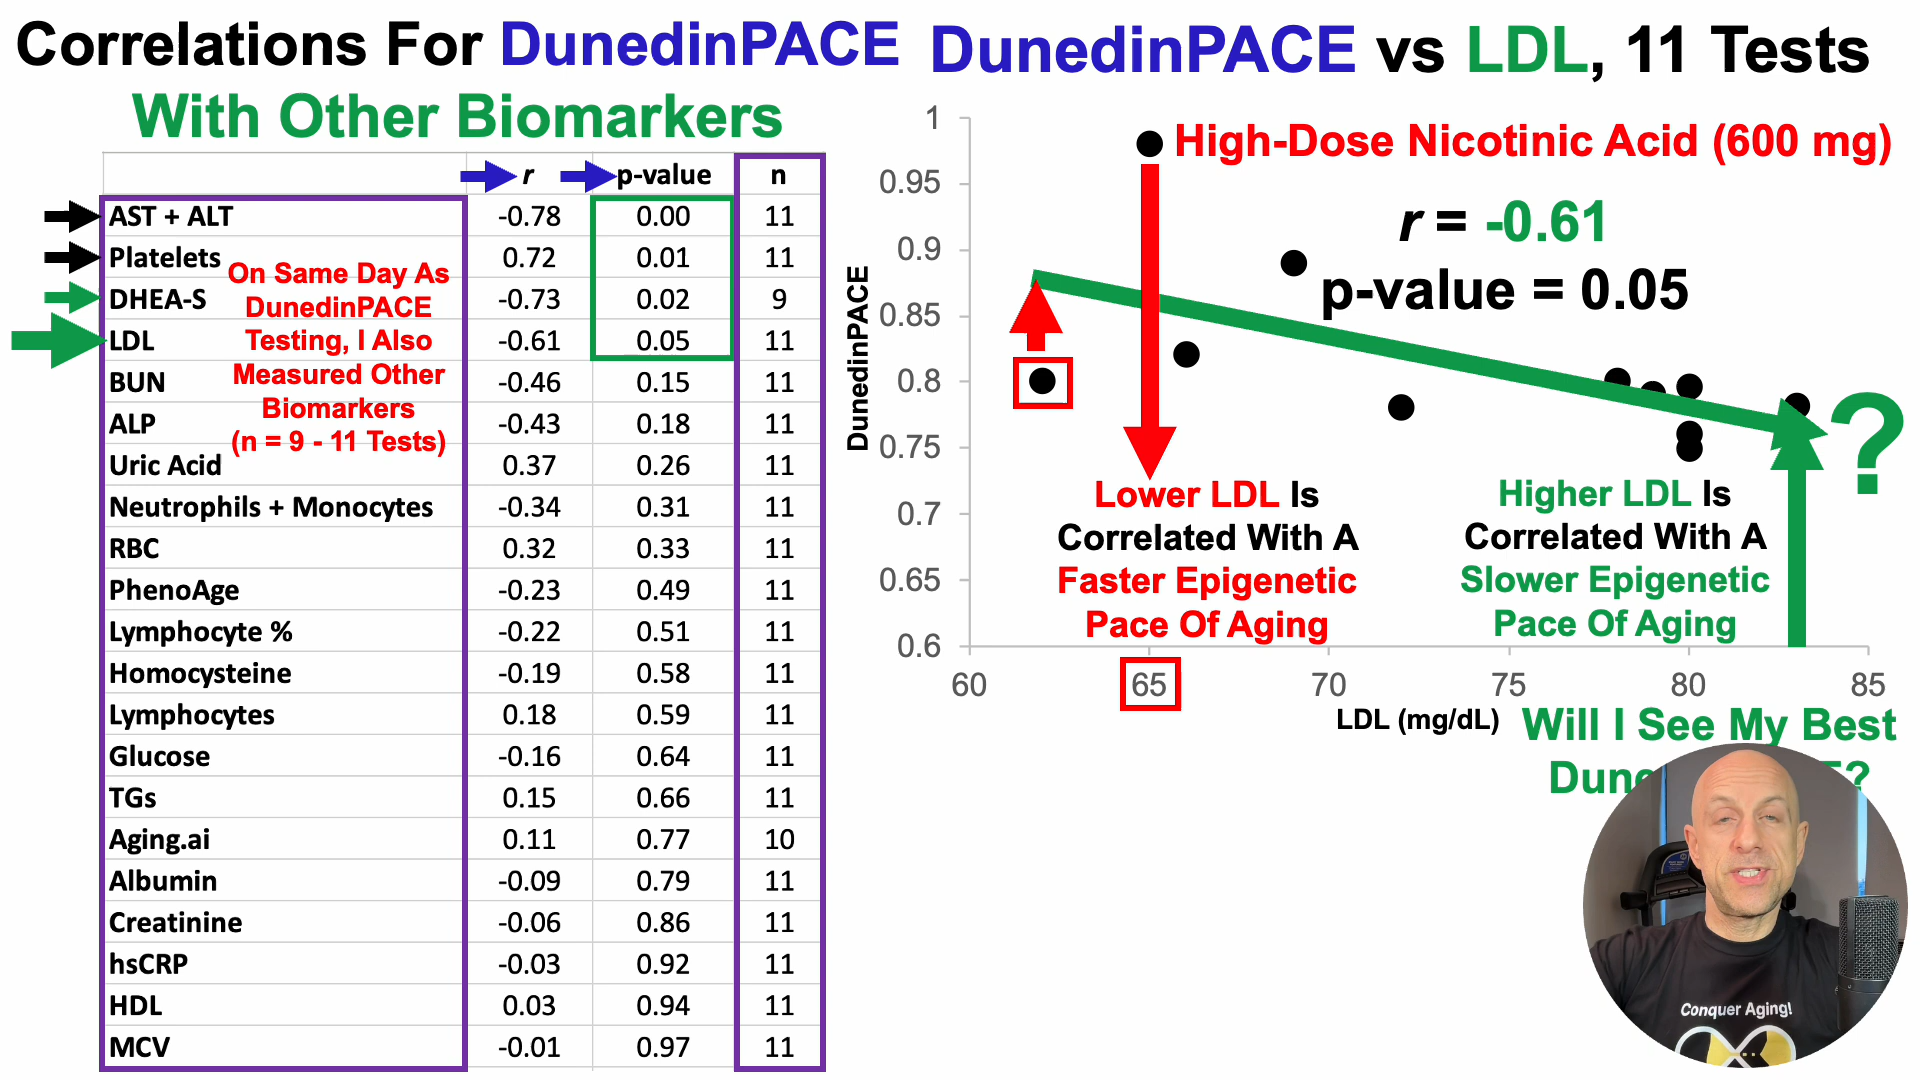 Correlations For DunedinPACE
With Other Biomarkers
r p-value n
AST + ALT -0.78 0.00 11
Platelets 0.72 0.01 11
DHEA-S -0.73 0.02 9
LDL -0.61 0.05 11
BUN -0.46 0.15 11
ALP -0.43 0.18 11
Uric Acid 0.37 0.26 11
Neutrophils + Monocytes -0.34 0.31 11
RBC 0.32 0.33 11
PhenoAge -0.23 0.49 11
Lymphocyte % -0.22 0.51 11
Homocysteine -0.19 0.58 11
Lymphocytes 0.18 0.59 11
Glucose -0.16 0.64 11
TGs 0.15 0.66 11
Aging.ai 0.11 0.77 10
Albumin -0.09 0.79 11
Creatinine -0.06 0.86 11
hsCRP -0.03 0.92 11
HDL 0.03 0.94 11
MCV -0.01 0.97 11
On Same Day As
DunedinPACE
Testing, I Also
Measured Other
Biomarkers
(n = 9 - 11 Tests)
DunedinPACE vs LDL, 11 Tests
High-Dose Nicotinic Acid (600 mg)
r = -0.61
p-value = 0.05
DunedinPACE
1
0.95
0.9
0.85
0.8
0.75
0.7
0.65
0.6
?
Lower LDL Is
Correlated With A
Faster Epigenetic
Pace Of Aging
Higher LDL Is
Correlated With A
Slower Epigenetic
Pace Of Aging
60 65 70 75 80 85
LDL (mg/dL)
Will I See My Best
Conquer Aging!